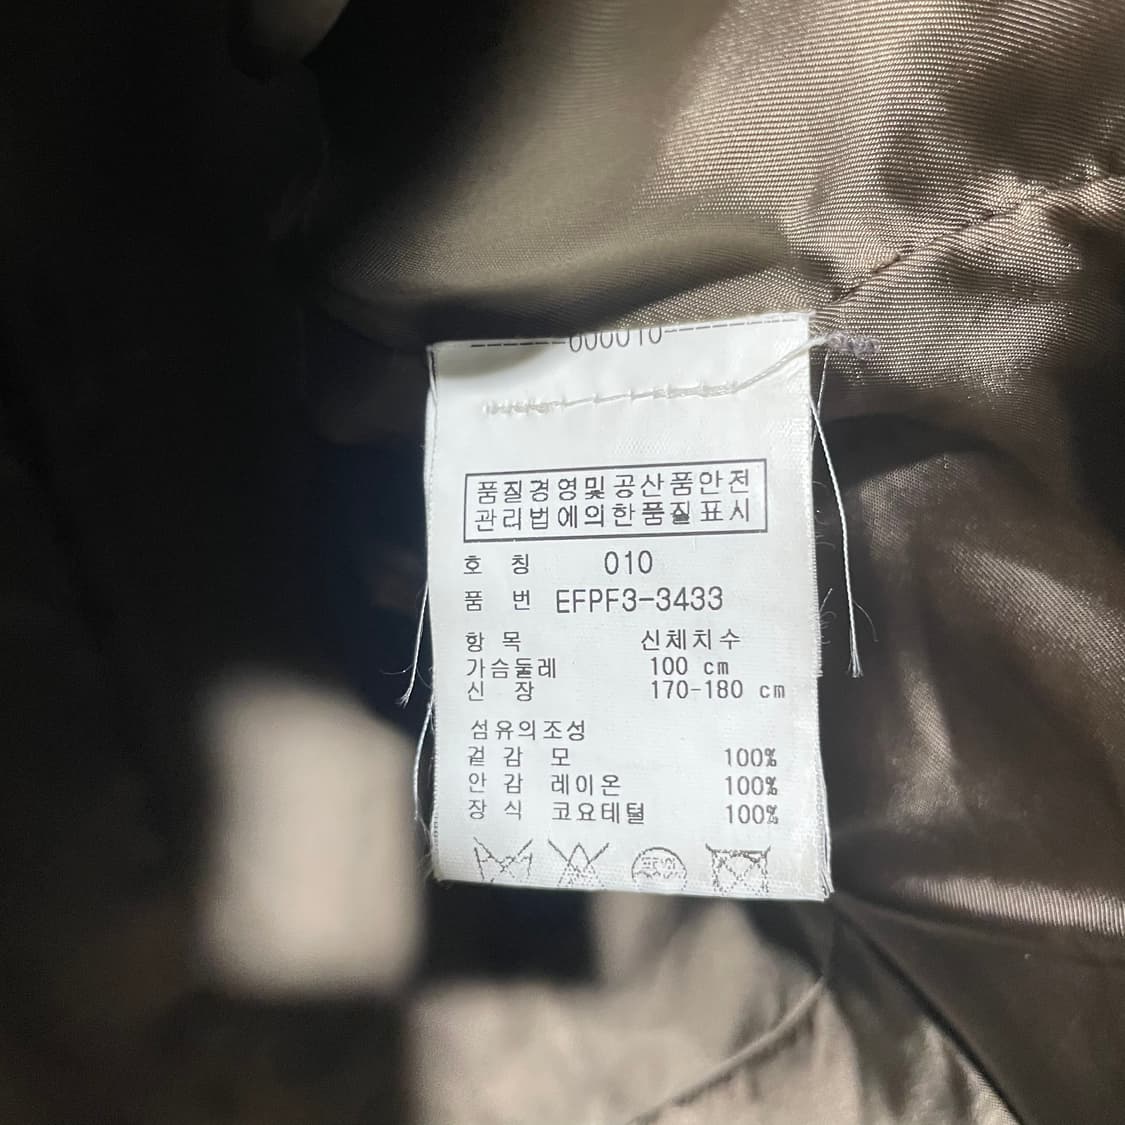 ------000010-------
품질경영및공산품안전
관리법에의한품질표시
호 칭 010
품 번 EFPF3-3433
항 목 신체치수
가슴둘레 100 cm
신 장 170-180 cm
섬유의조성
겉 감 모 100%
안 감 레이온 100%
장 식 코요테털 100%